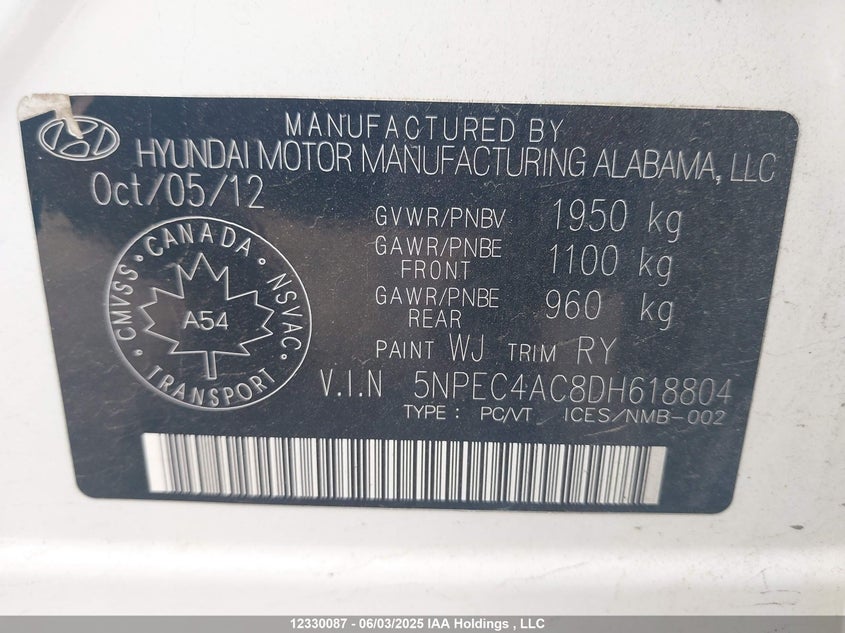 MANUFACTURED BY
HYUNDAI MOTOR MANUFACTURING ALABAMA, LLC
Oct/05/12
GVWR/PNBV 1950 kg
GAWR/PNBE FRONT 1100 kg
GAWR/PNBE REAR 960 kg
CANADA
CMVSS NSVAC
A54
TRANSPORT
PAINT WJ TRIM RY
V.I.N 5NPEC4AC8DH618804
TYPE: PC/VT ICES/NMB-002
12330087 - 06/03/2025 IAA Holdings , LLC